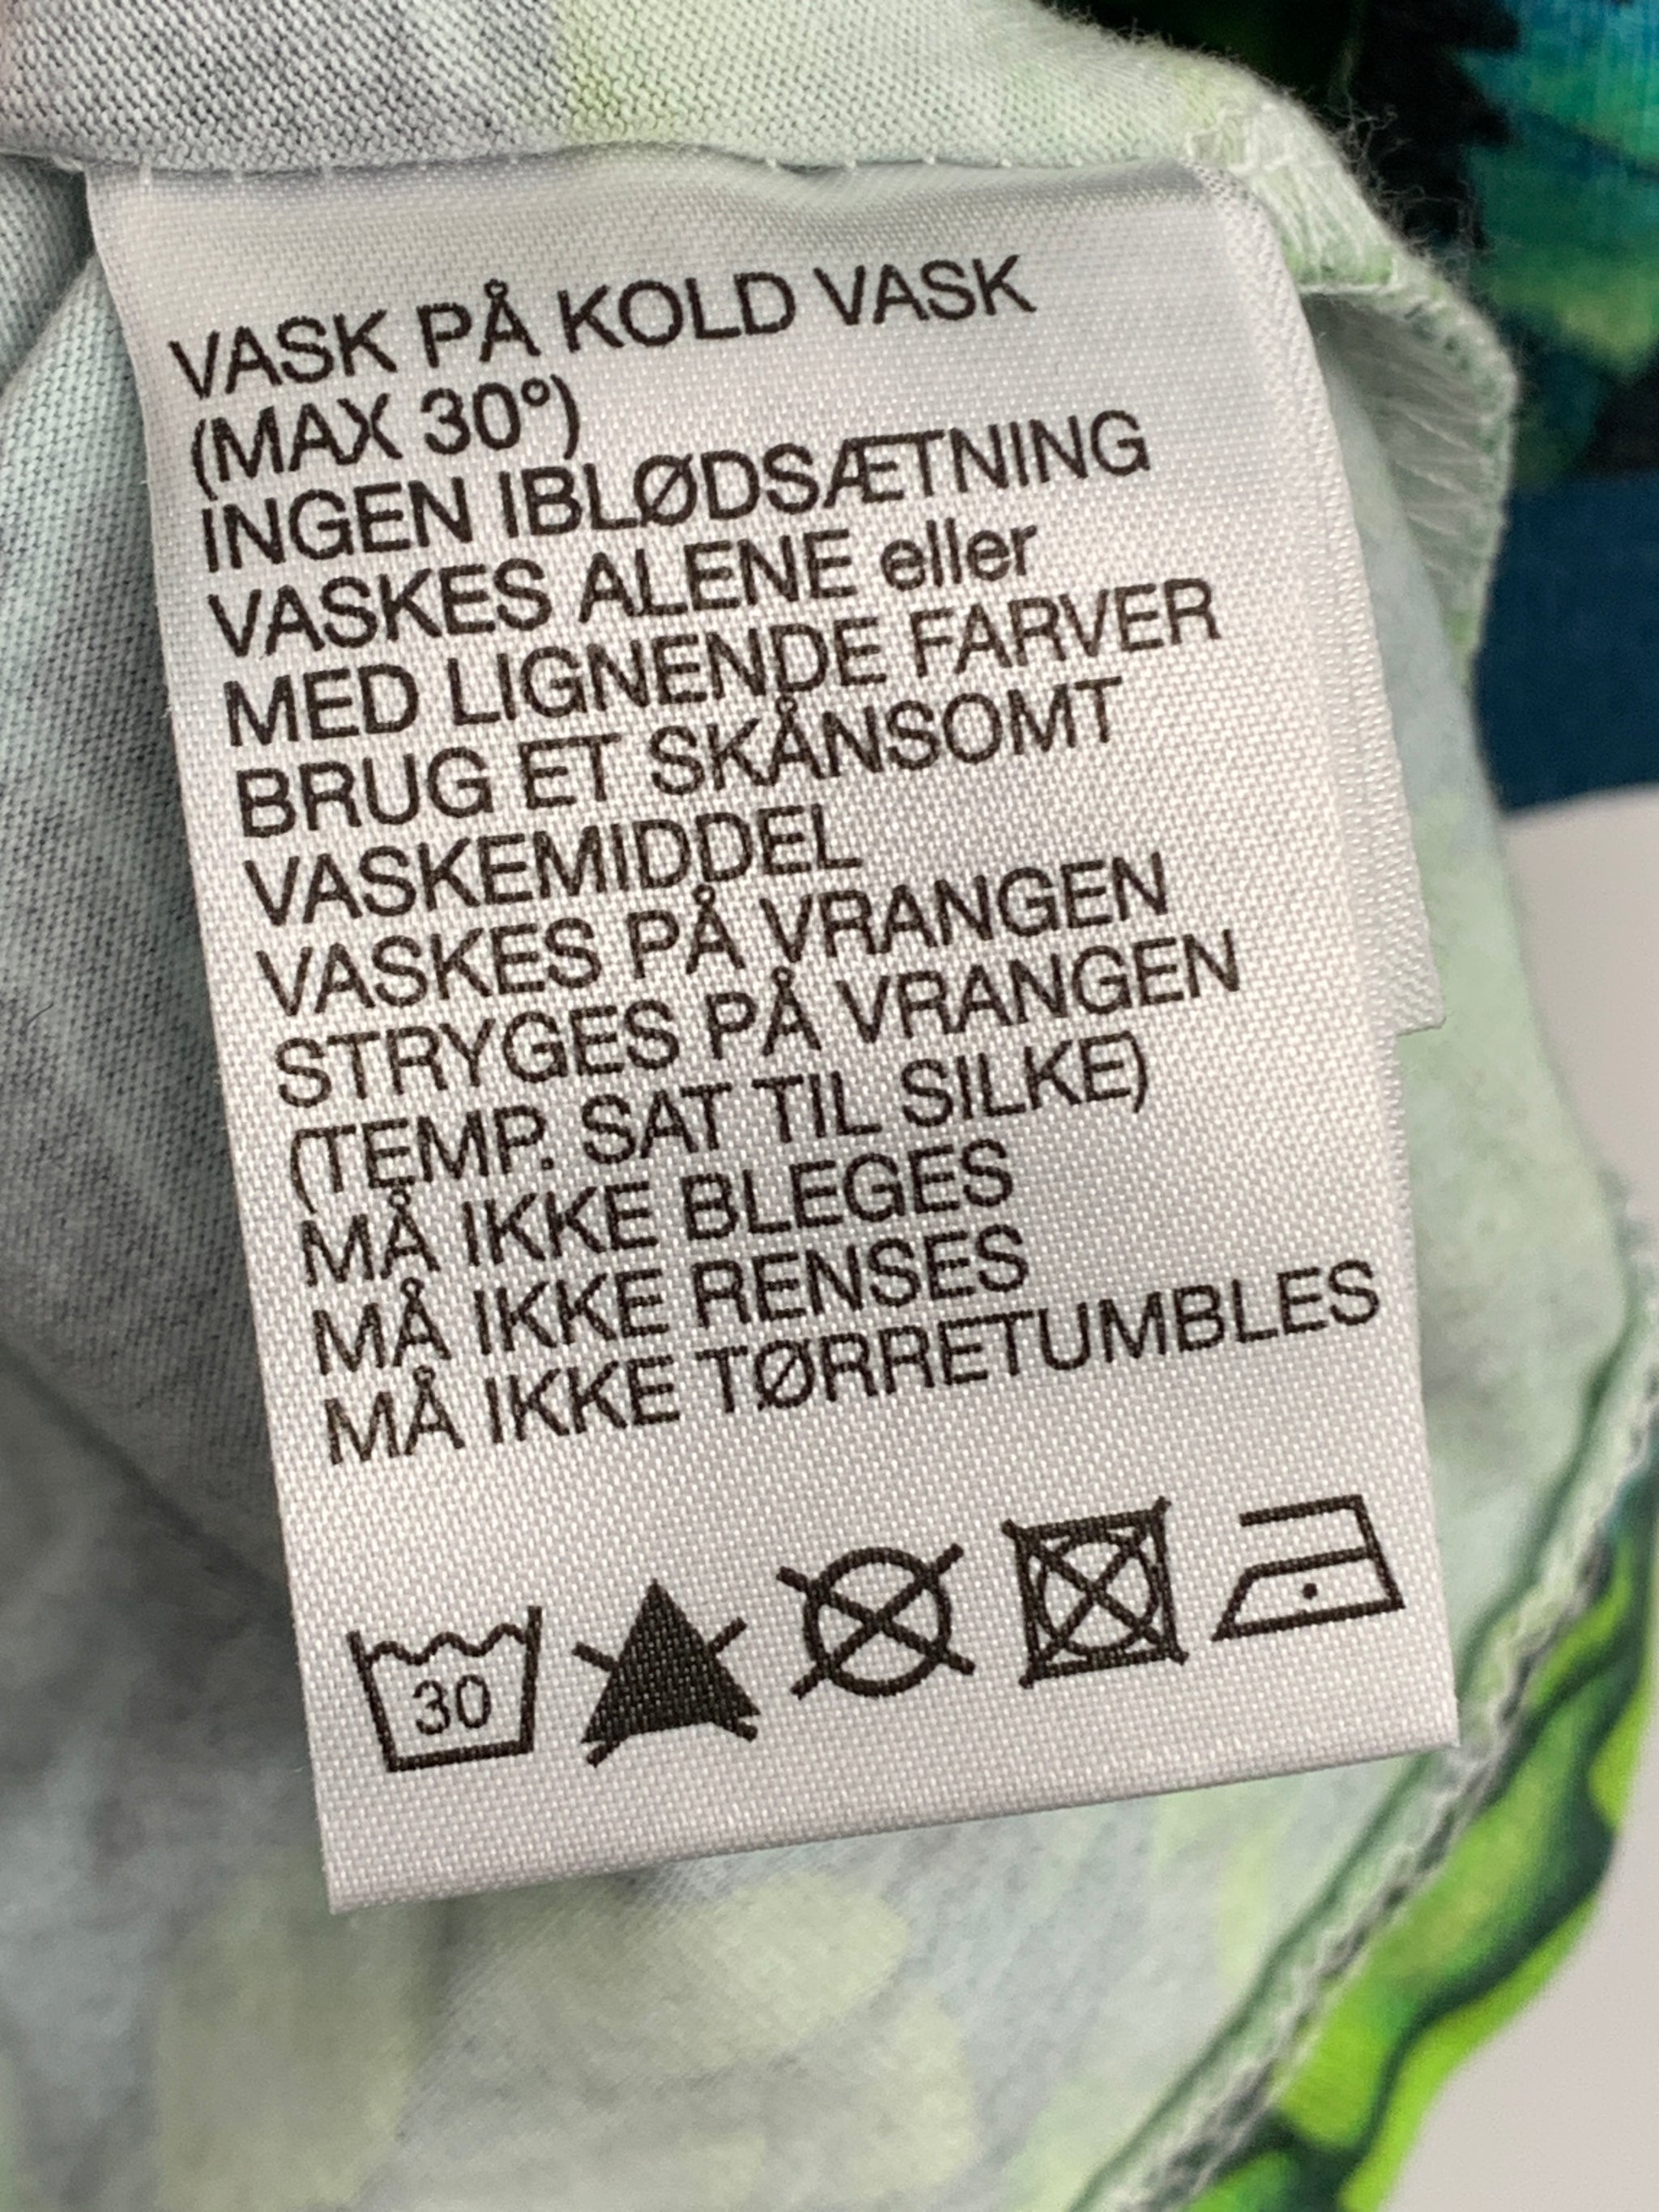 VASK PÅ KOLD VASK
(MAX 30°)
INGEN IBLØDSÆTNING
VASKES ALENE eller
MED LIGNENDE FARVER
BRUG ET SKÅNSOMT
VASKEMIDDEL
VASKES PÅ VRANGEN
STRYGES PÅ VRANGEN
(TEMP. SAT TIL SILKE)
MÅ IKKE BLEGES
MÅ IKKE RENSES
MÅ IKKE TØRRETUMBLES
30